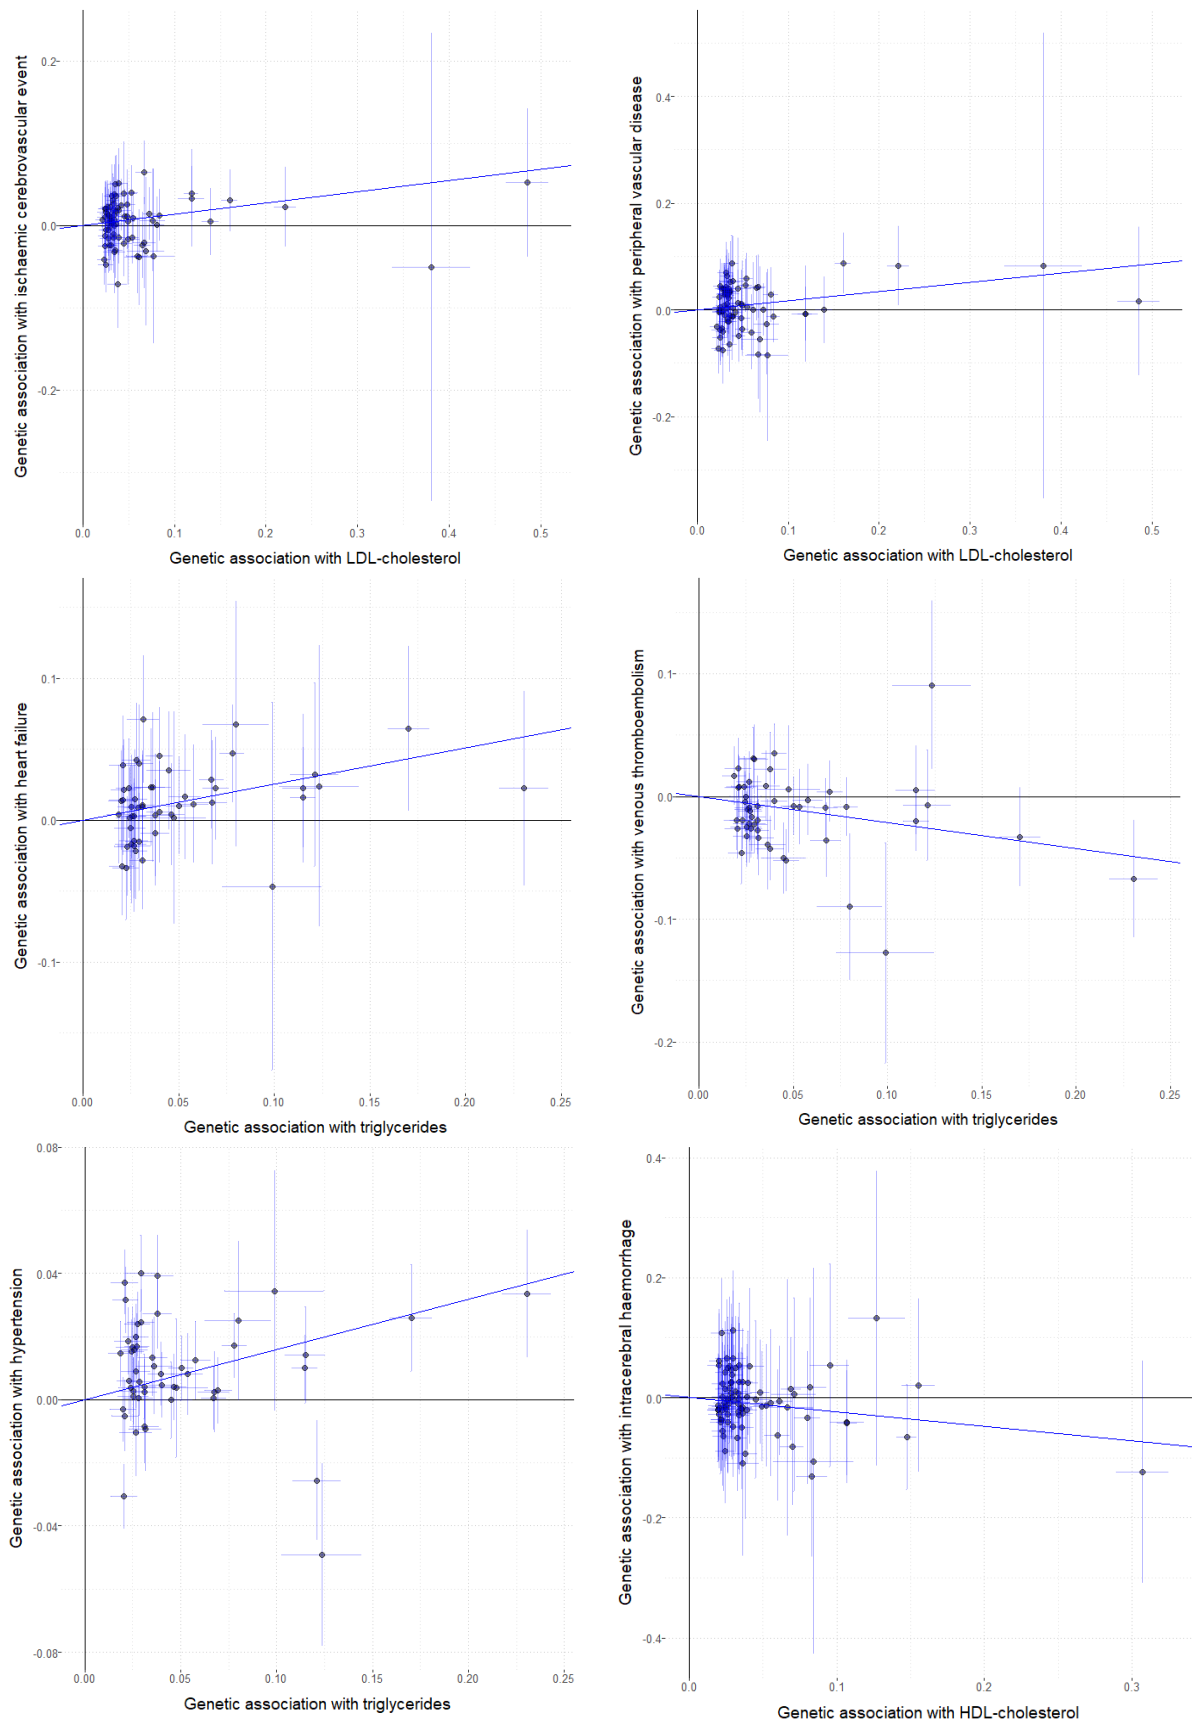 Genetic association with ischaemic cerebrovascular event
0.2
0.0
-0.2
0.0 0.1 0.2 0.3 0.4 0.5
Genetic association with LDL-cholesterol
Genetic association with peripheral vascular disease
0.4
0.2
0.0
-0.2
0.0 0.1 0.2 0.3 0.4 0.5
Genetic association with LDL-cholesterol
Genetic association with heart failure
0.1
0.0
-0.1
0.00 0.05 0.10 0.15 0.20 0.25
Genetic association with triglycerides
Genetic association with venous thromboembolism
0.1
0.0
-0.1
-0.2
0.00 0.05 0.10 0.15 0.20 0.25
Genetic association with triglycerides
Genetic association with hypertension
0.08
0.04
0.00
-0.04
-0.08
0.00 0.05 0.10 0.15 0.20 0.25
Genetic association with triglycerides
Genetic association with intracerebral haemorrhage
0.4
0.2
0.0
-0.2
-0.4
0.0 0.1 0.2 0.3
Genetic association with HDL-cholesterol